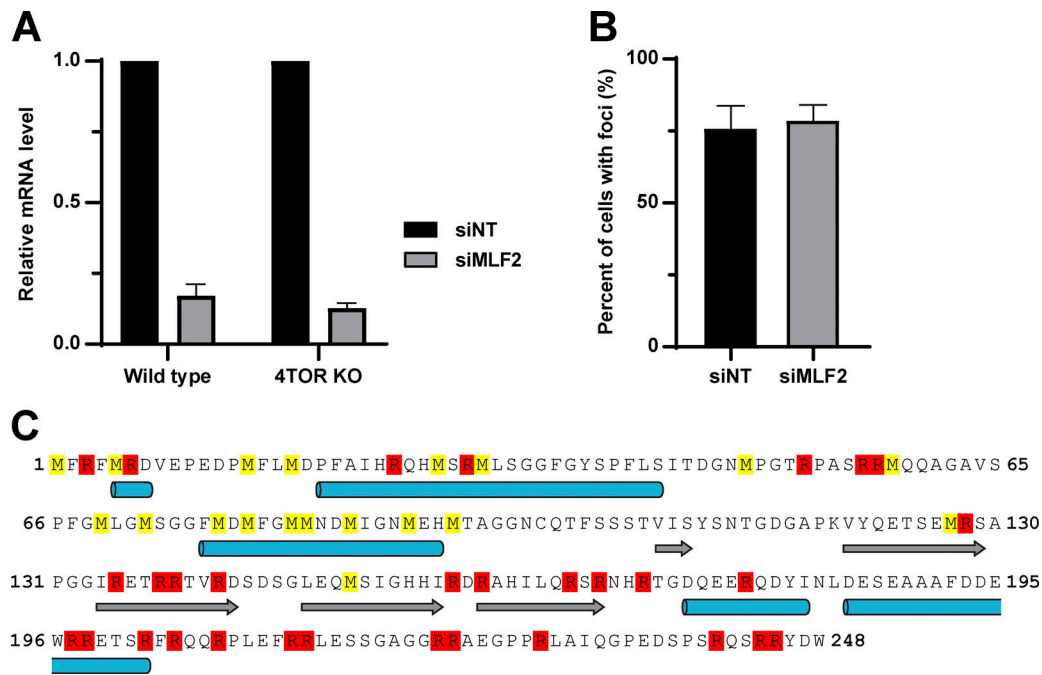 A
Relative mRNA level
1.0
0.5
0.0
Wild type 4TOR KO
siNT
siMLF2
B
Percent of cells with foci (%)
100
50
0
siNT siMLF2
C
1 MFRFMRDVEPEDPMFLMDPFAIHRQHMSRMLSGGFGYSPFLSITDGNMPGTRPASRRMQQAGAVS 65
66 PFGMLGMSGGFMDMFGMMNDMIGNMEHMTAGGNCQTFSSSTVISYSNTGDGAPKVYQETSEMRSA 130
131 PGGIRETRRTVRDSDSGLEQMSIGHHIRDRAHILQRSRNHRTGDQEERQDYINLDESEAAAFDDE 195
196 WRRETSRFRQQRPLEFRRLESSGAGGRRAEGPPRLAIQGPEDSPSRQSRRYDW 248